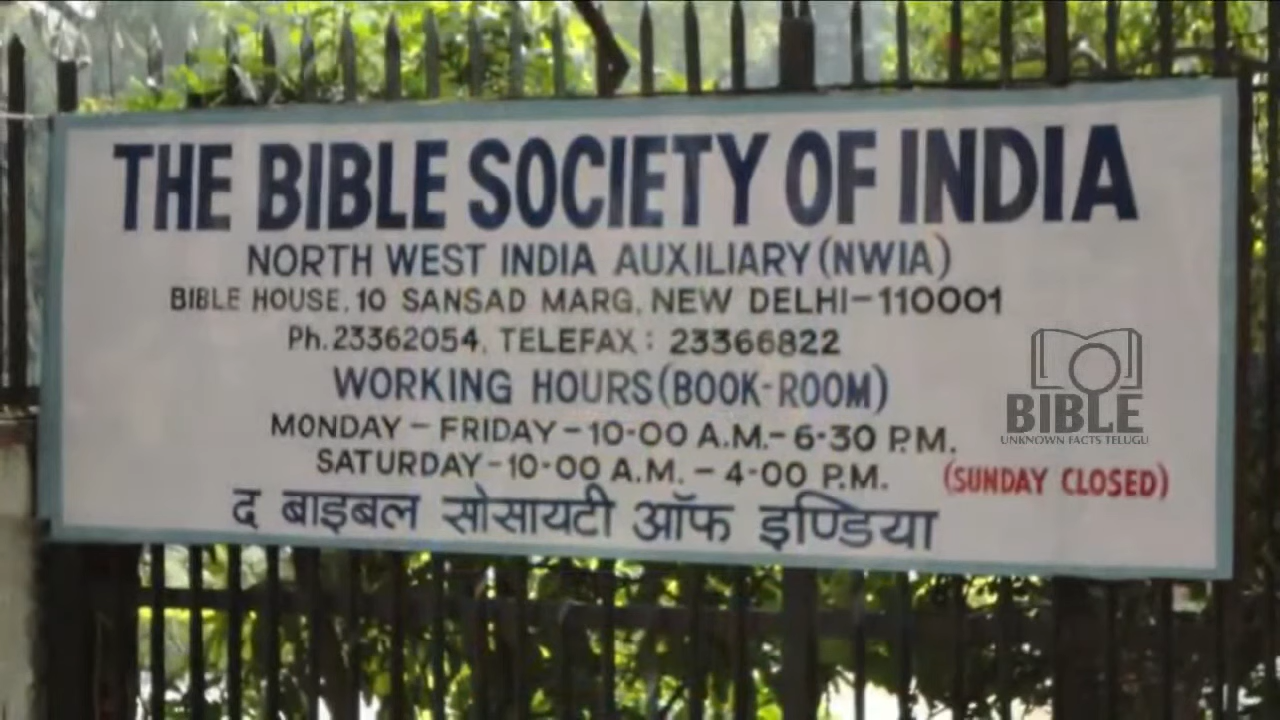 THE BIBLE SOCIETY OF INDIA
NORTH WEST INDIA AUXILIARY (NWIA)
BIBLE HOUSE, 10 SANSAD MARG, NEW DELHI-110001
Ph. 23362054, TELEFAX : 23366822
WORKING HOURS (BOOK-ROOM)
MONDAY - FRIDAY - 10-00 A.M. - 6-30 P.M.
SATURDAY - 10-00 A.M. - 4-00 P.M.
(SUNDAY CLOSED)
द बाइबल सोसायटी ऑफ इण्डिया
BIBLE
UNKNOWN FACTS TELUGU